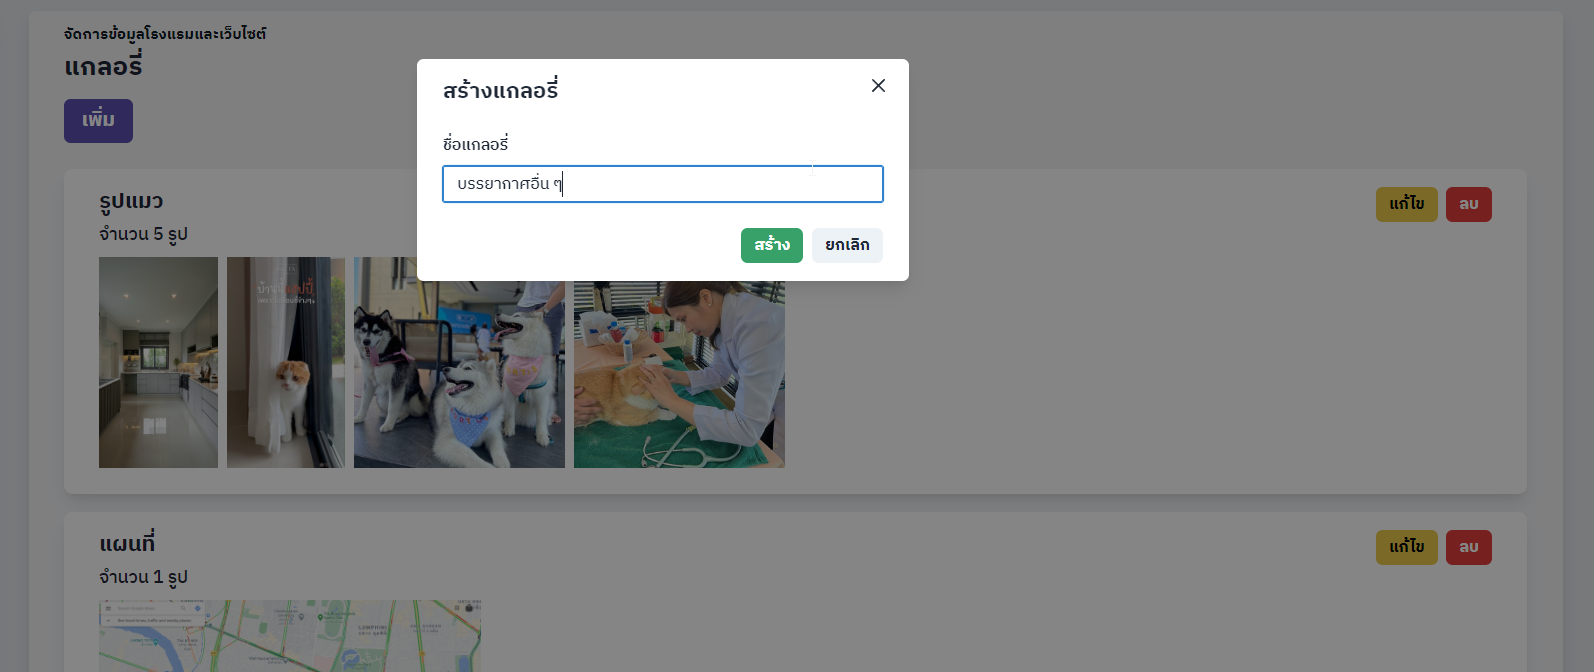 จัดการข้อมูลโรงแรมและเว็บไซต์
แกลอรี่
เพิ่ม
สร้างแกลอรี่
ชื่อแกลอรี่
บรรยากาศอื่น ๆ
สร้าง
ยกเลิก
รูปแมว
จำนวน 5 รูป
แก้ไข
ลบ
แผนที่
จำนวน 1 รูป
แก้ไข
ลบ